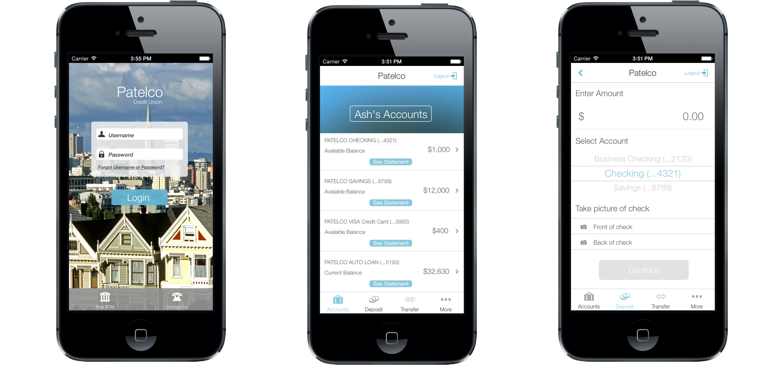 Carrier 3:55 PM
Patelco
Credit Union
Username
Password
Forgot Username or Password?
Login
Find ATM
Contact Us
Carrier 3:51 PM
Patelco Logout
Ash's Accounts
PATELCO CHECKING (...4321)
Available Balance $1,000
See Statement
PATELCO SAVINGS (...6789)
Available Balance $12,000
See Statement
PATELCO VISA Credit Card (...3950)
Available Balance $400
See Statement
PATELCO AUTO LOAN (...5193)
Current Balance $32,630
See Statement
Accounts Deposit Transfer More
Carrier 3:51 PM
Patelco Logout
Enter Amount
$ 0.00
Select Account
Business Checking (...2120)
Checking (...4321)
Savings (...6789)
Take picture of check
Front of check
Back of check
Continue
Accounts Deposit Transfer More